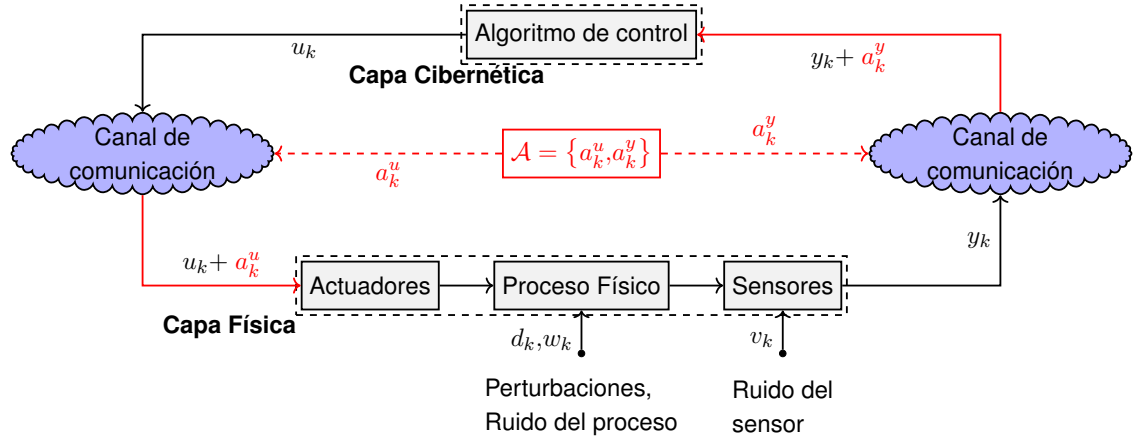 Algoritmo de control
u_k
y_k+ a_k^y
Capa Cibernética
Canal de
comunicación
a_k^u
𝒜 = {a_k^u,a_k^y}
a_k^y
Canal de
comunicación
u_k+ a_k^u
y_k
Actuadores
Proceso Físico
Sensores
Capa Física
d_k,w_k
v_k
Perturbaciones,
Ruido del proceso
Ruido del
sensor